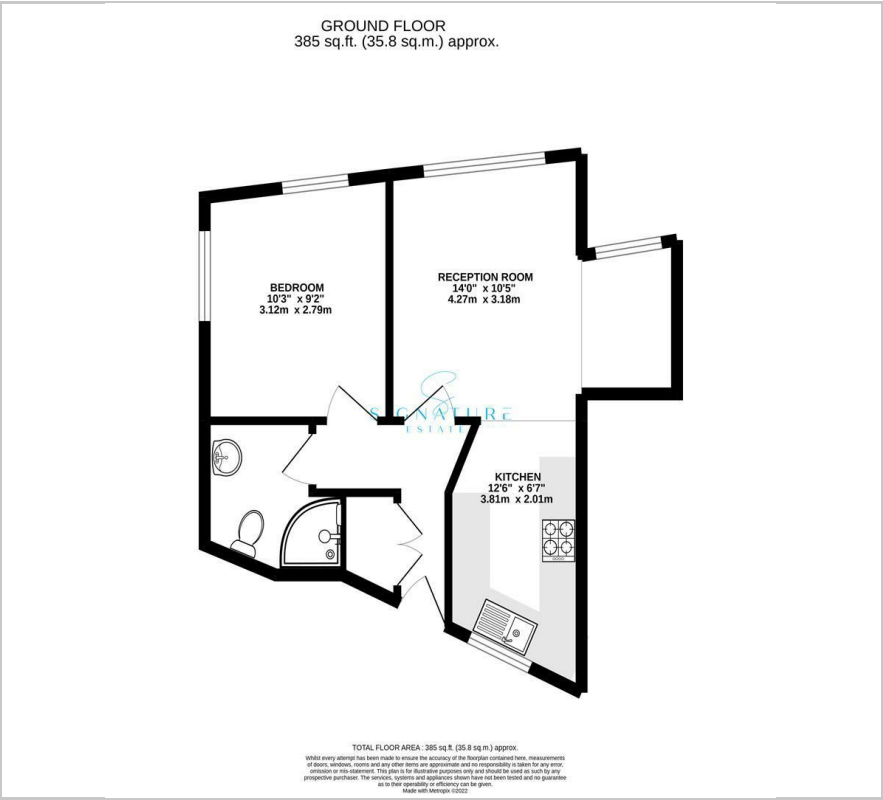 GROUND FLOOR
385 sq.ft. (35.8 sq.m.) approx.
BEDROOM
10'3" x 9'2"
3.12m x 2.79m
RECEPTION ROOM
14'0" x 10'5"
4.27m x 3.18m
SIGNATURE
ESTATE
KITCHEN
12'6" x 6'7"
3.81m x 2.01m
TOTAL FLOOR AREA : 385 sq.ft. (35.8 sq.m.) approx.
Whilst every attempt has been made to ensure the accuracy of the floorplan contained here, measurements
of doors, windows, rooms and any other items are approximate and no responsibility is taken for any error,
omission or mis-statement. This plan is for illustrative purposes only and should be used as such by any
prospective purchaser. The services, systems and appliances shown have not been tested and no guarantee
as to their operability or efficiency can be given.
Made with Metropix ©2022